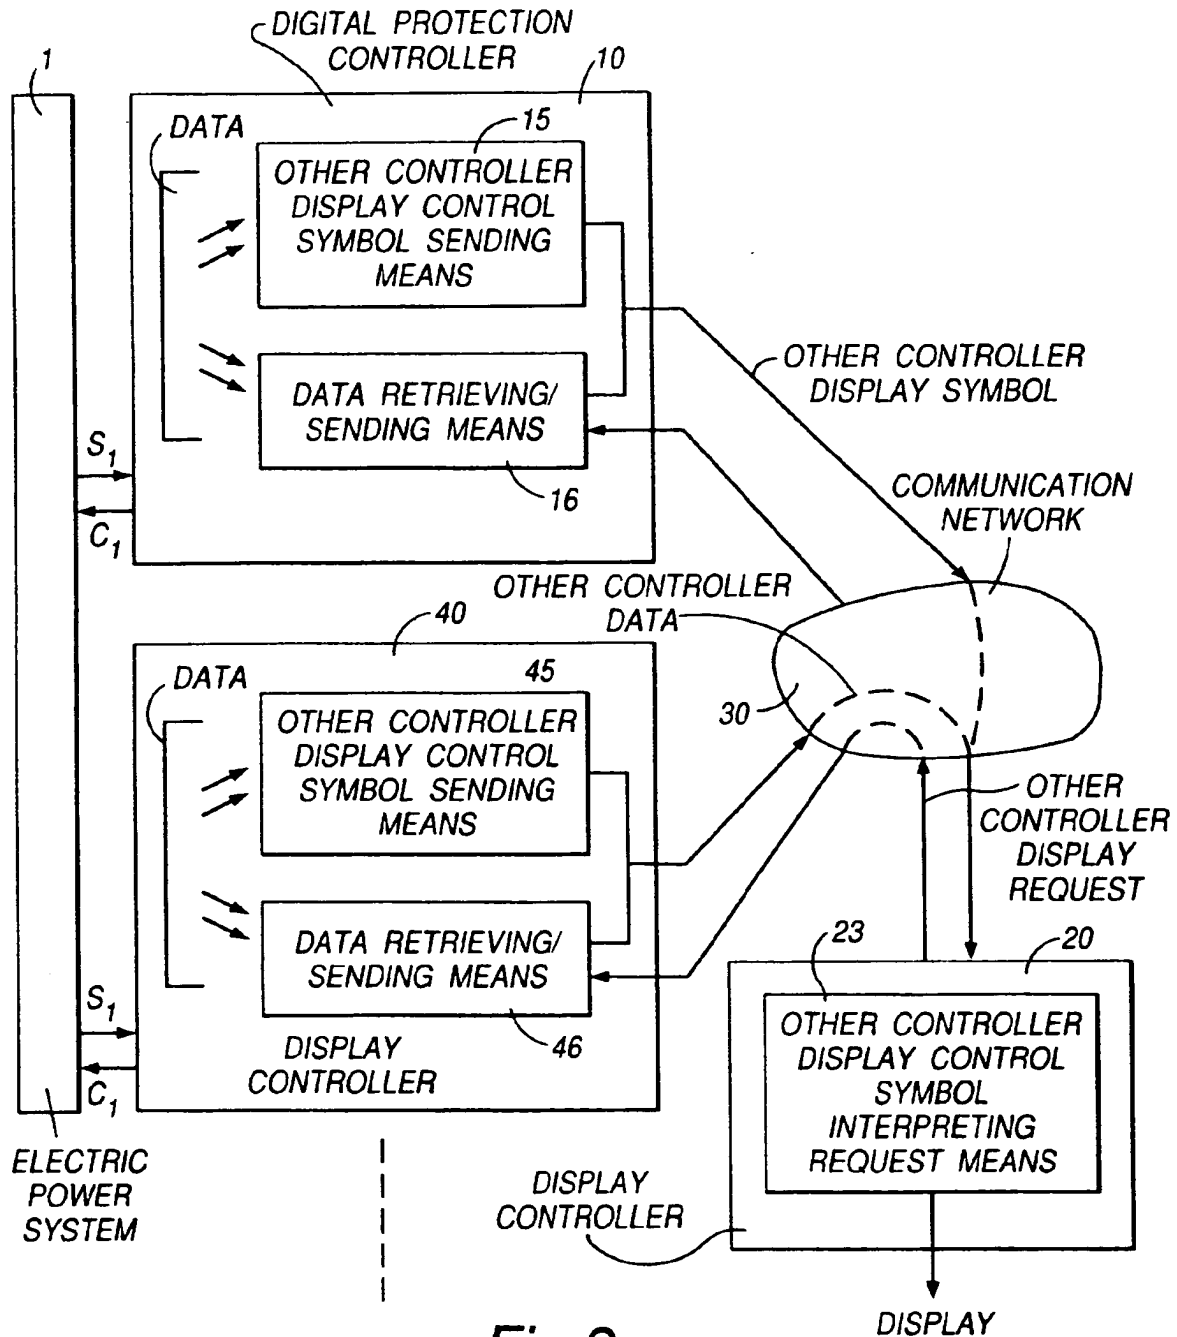 DIGITAL PROTECTION
CONTROLLER
1
10
DATA
15
OTHER CONTROLLER
DISPLAY CONTROL
SYMBOL SENDING
MEANS
DATA RETRIEVING/
SENDING MEANS
16
S1
C1
OTHER CONTROLLER
DISPLAY SYMBOL
COMMUNICATION
NETWORK
OTHER CONTROLLER
DATA
30
40
DATA
45
OTHER CONTROLLER
DISPLAY CONTROL
SYMBOL SENDING
MEANS
DATA RETRIEVING/
SENDING MEANS
46
DISPLAY
CONTROLLER
S1
C1
OTHER
CONTROLLER
DISPLAY
REQUEST
23
20
OTHER CONTROLLER
DISPLAY CONTROL
SYMBOL
INTERPRETING
REQUEST MEANS
ELECTRIC
POWER
SYSTEM
DISPLAY
CONTROLLER
DISPLAY